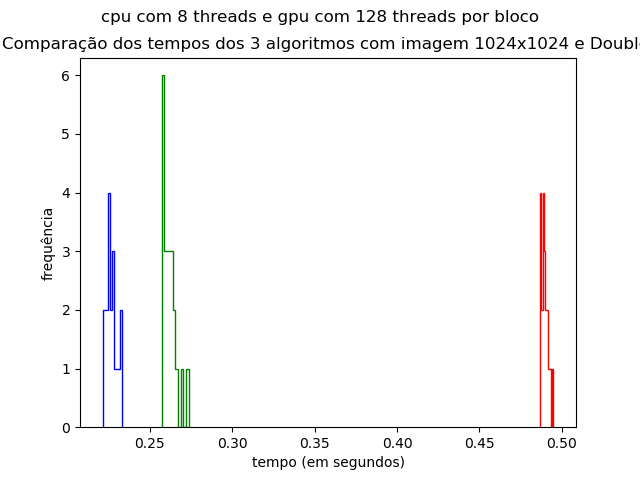 cpu com 8 threads e gpu com 128 threads por bloco
Comparação dos tempos dos 3 algoritmos com imagem 1024x1024 e Double
6
5
4
3
2
1
0
frequência
0.25 0.30 0.35 0.40 0.45 0.50
tempo (em segundos)